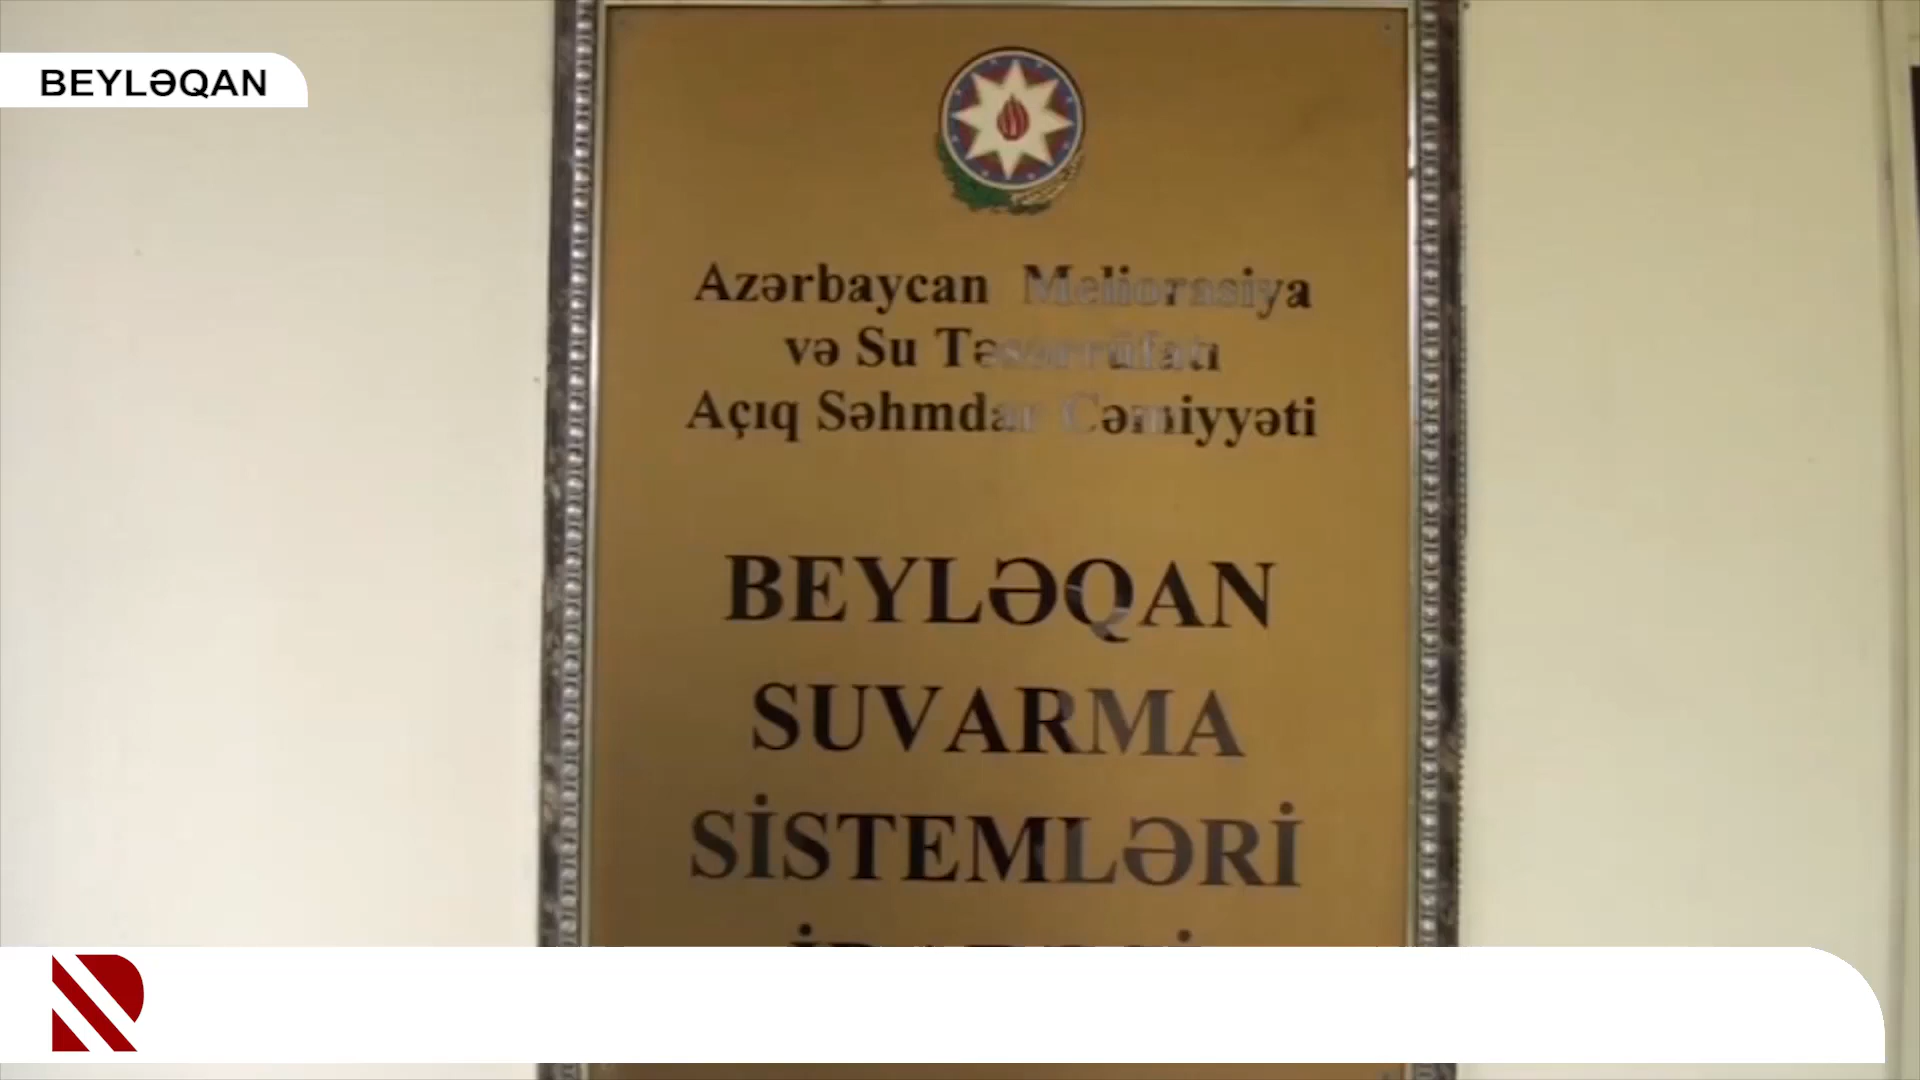 BEYLƏQAN
Azərbaycan Meliorasiya
və Su Təsərrüfatı
Açıq Səhmdar Cəmiyyəti
BEYLƏQAN
SUVARMA
SİSTEMLƏRİ